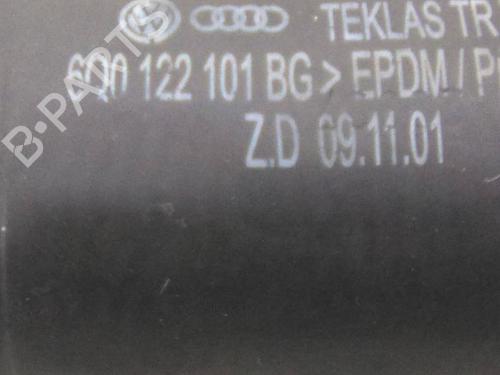 TEKLAS TR
6Q0 122 101 BG > EPDM / P
Z.D 09.11.01
B-PARTS